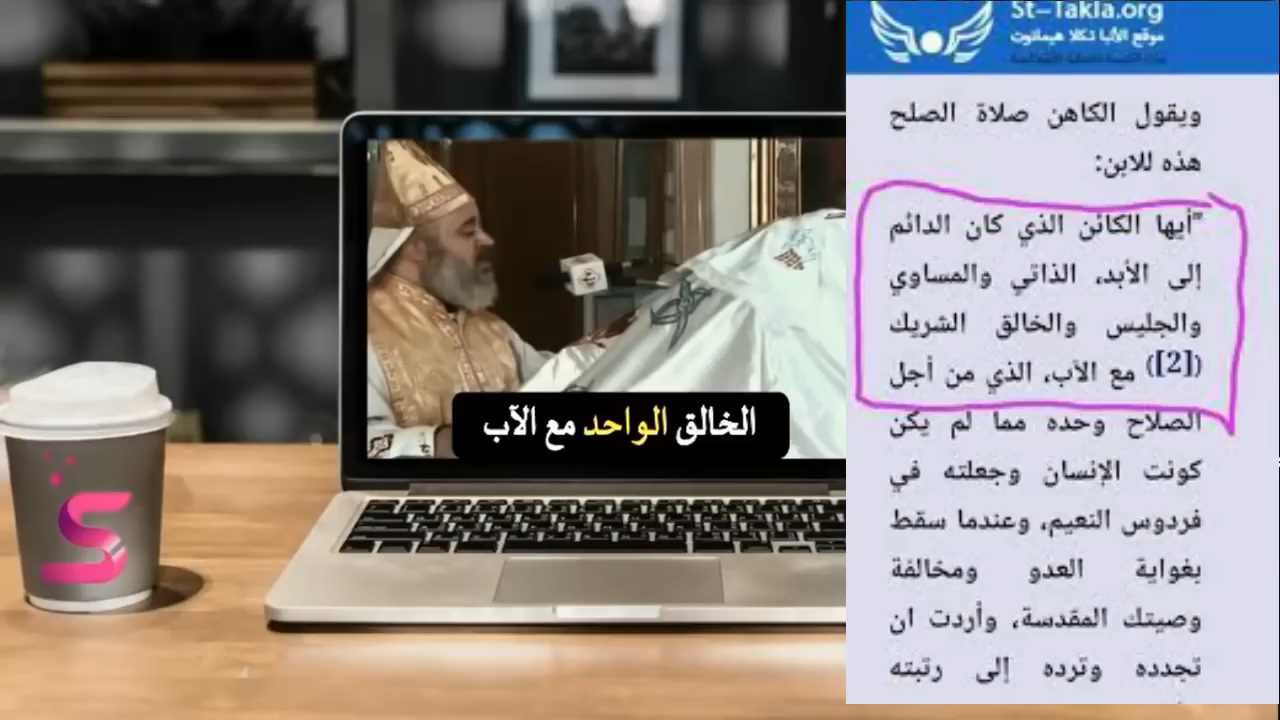 St-Takla.org
موقع الأنبا تكلا هيمانوت
ويقول الكاهن صلاة الصلح
هذه للابن:
"أيها الكائن الذي كان الدائم
إلى الأبد، الذاتي والمساوي
والجليس والخالق الشريك
([2]) مع الآب، الذي من أجل
الصلاح وحده مما لم يكن
كونت الإنسان وجعلته في
فردوس النعيم، وعندما سقط
بغواية العدو ومخالفة
وصيتك المقدسة، وأردت ان
تجدده وترده إلى رتبته
الخالق الواحد مع الآب
S